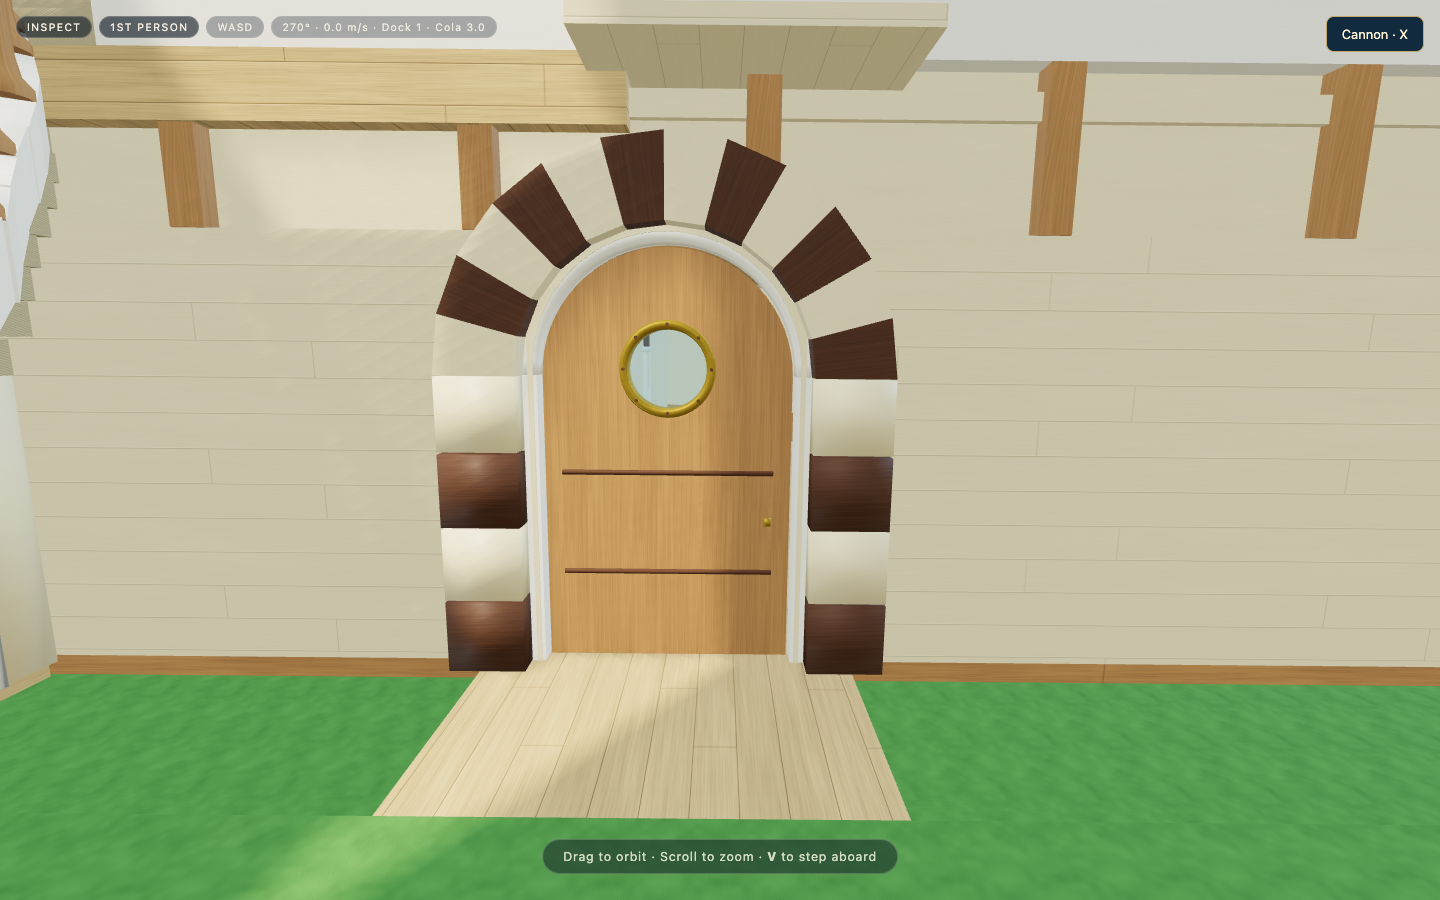 INSPECT
1ST PERSON
WASD
270° · 0.0 m/s · Dock 1 · Cola 3.0
Cannon · X
Drag to orbit · Scroll to zoom · V to step aboard